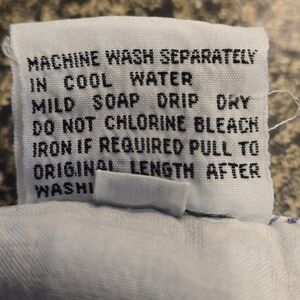 MACHINE WASH SEPARATELY
IN COOL WATER
MILD SOAP DRIP DRY
DO NOT CHLORINE BLEACH
IRON IF REQUIRED PULL TO
ORIGINAL LENGTH AFTER
WASHI